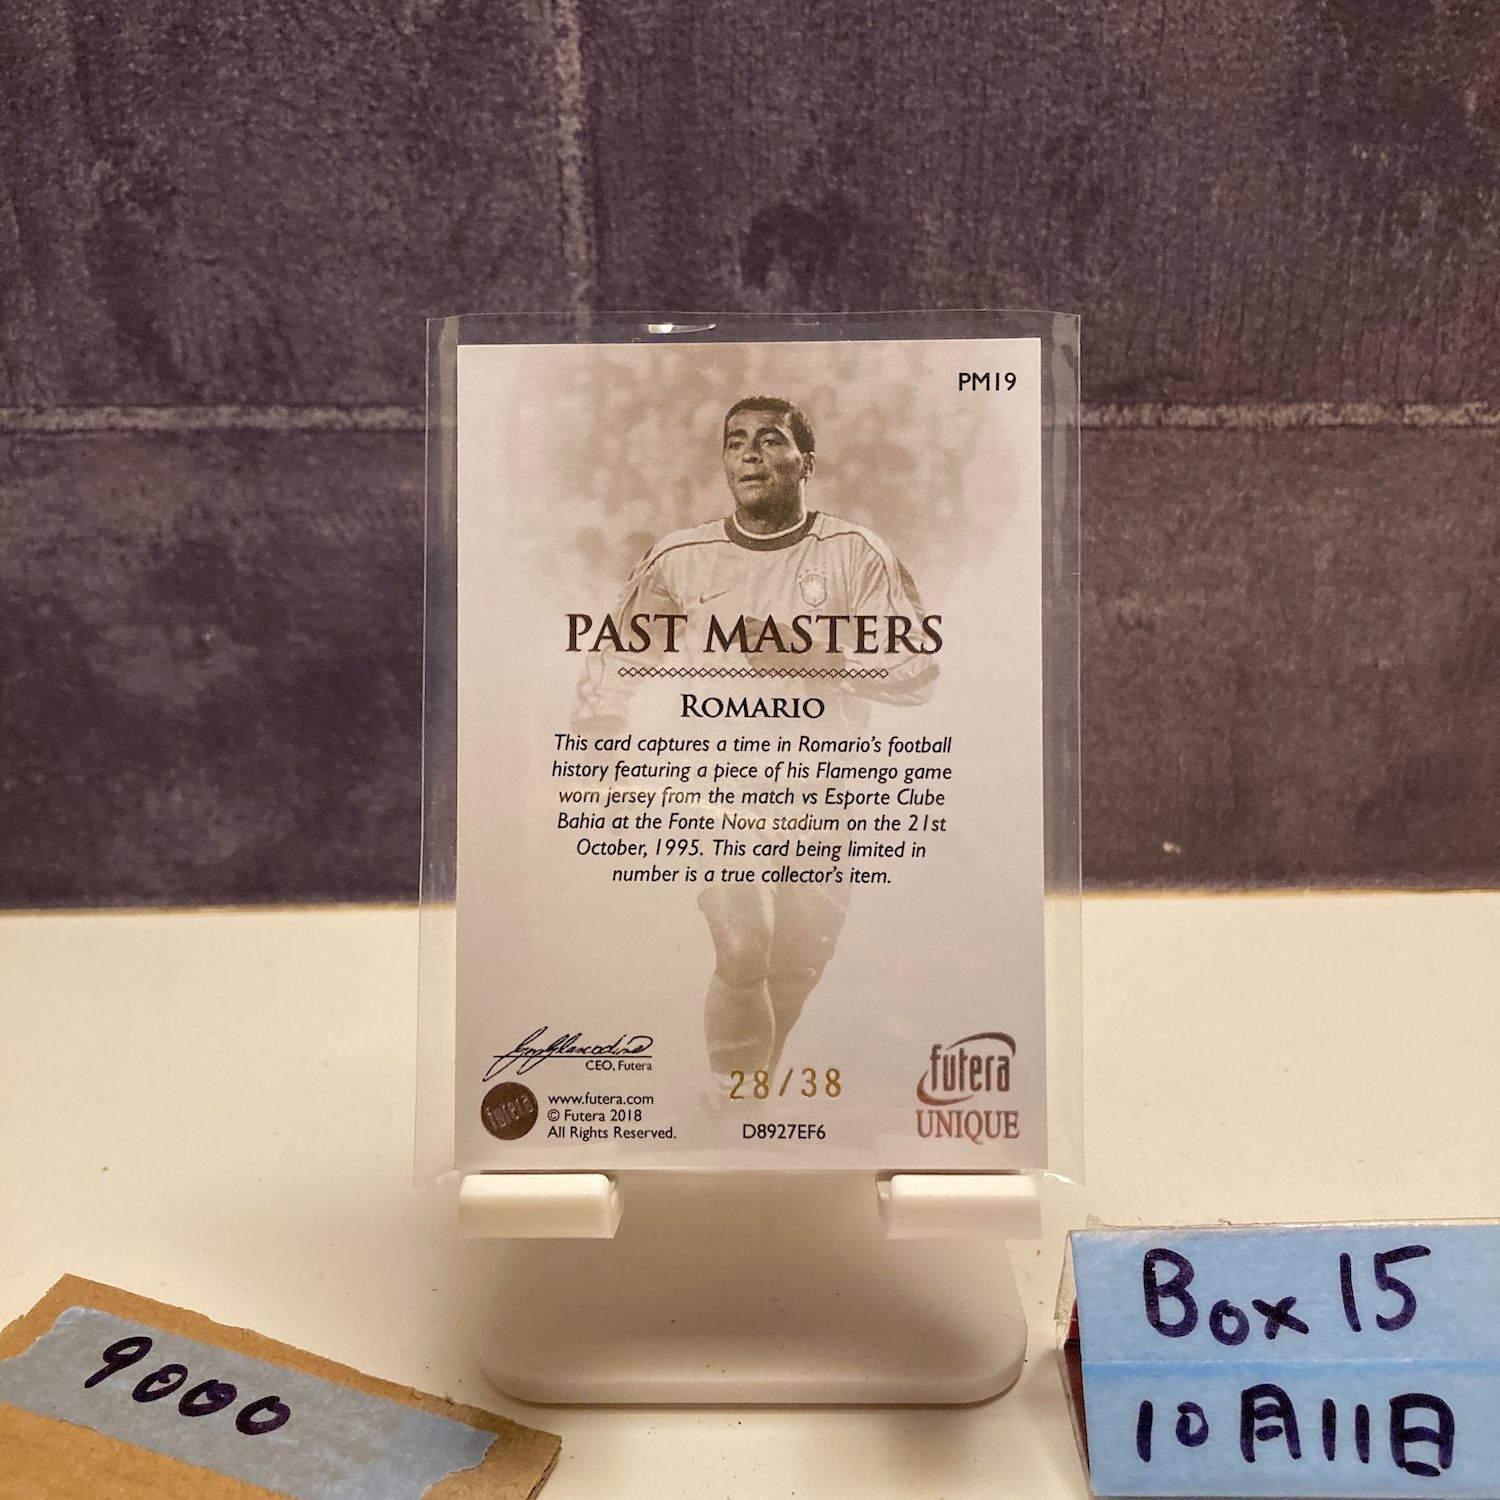 PM19
PAST MASTERS
ROMARIO
This card captures a time in Romario's football
history featuring a piece of his Flamengo game
worn jersey from the match vs Esporte Clube
Bahia at the Fonte Nova stadium on the 21st
October, 1995. This card being limited in
number is a true collector's item.
CEO, Futera
futera
www.futera.com
© Futera 2018
All Rights Reserved.
28/38
D8927EF6
futera
UNIQUE
9000
Box 15
10月11日